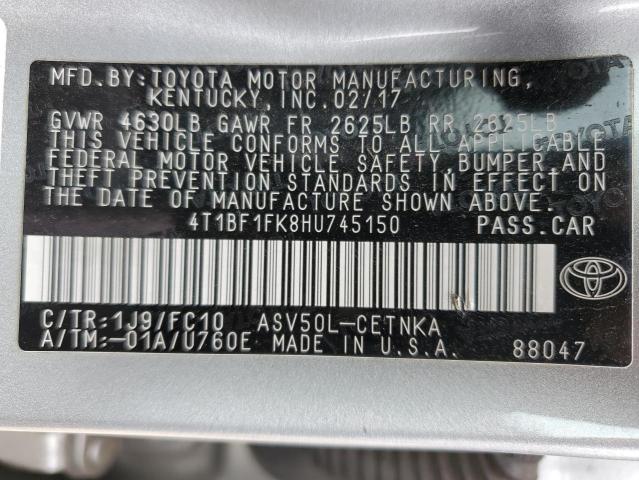 MFD.BY:TOYOTA MOTOR MANUFACTURING,
KENTUCKY, INC. 02/17
GVWR 4630LB GAWR FR 2625LB RR 2625LB
THIS VEHICLE CONFORMS TO ALL APPLICABLE
FEDERAL MOTOR VEHICLE SAFETY BUMPER AND
THEFT PREVENTION STANDARDS IN EFFECT ON
THE DATE OF MANUFACTURE SHOWN ABOVE.
4T1BF1FK8HU745150 PASS.CAR
C/TR:1J9/FC10 ASV50L-CETNKA
A/TM:-01A/U760E MADE IN U.S.A. 88047